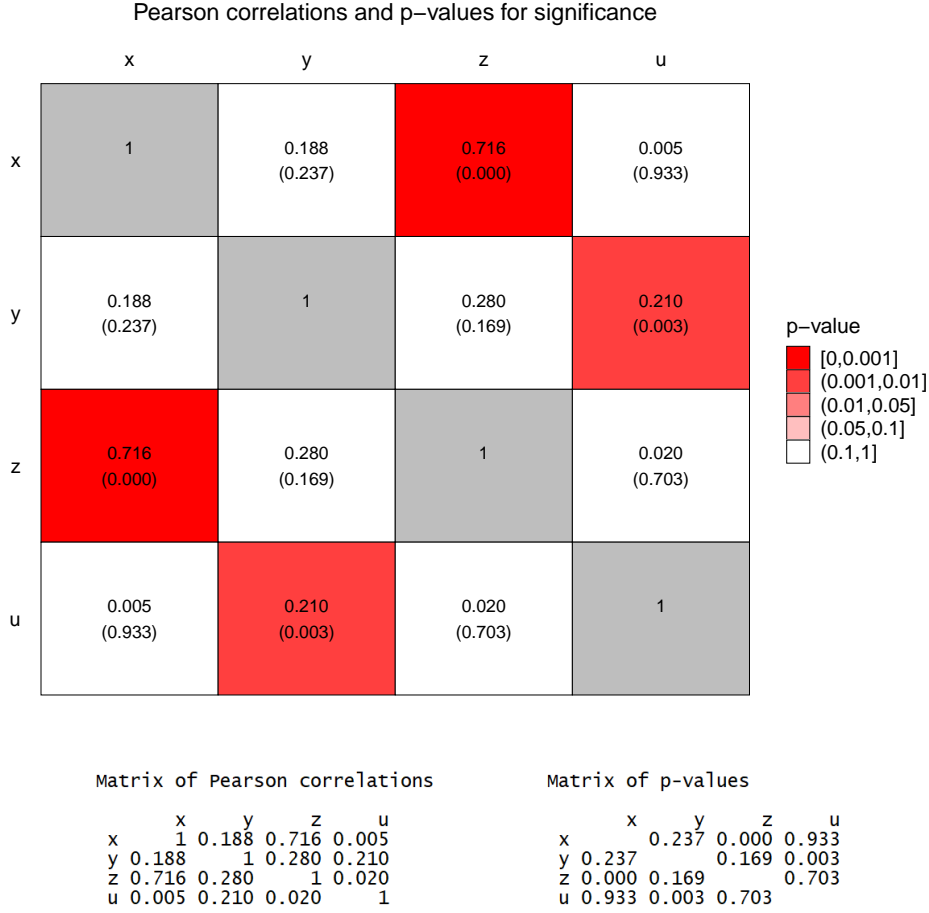 Pearson correlations and p−values for significance
x y z u
x 1 0.188 0.716 0.005
(0.237) (0.000) (0.933)
y 0.188 1 0.280 0.210
(0.237) (0.169) (0.003)
z 0.716 0.280 1 0.020
(0.000) (0.169) (0.703)
u 0.005 0.210 0.020 1
(0.933) (0.003) (0.703)
p−value
[0,0.001]
(0.001,0.01]
(0.01,0.05]
(0.05,0.1]
(0.1,1]
Matrix of Pearson correlations
x y z u
x 1 0.188 0.716 0.005
y 0.188 1 0.280 0.210
z 0.716 0.280 1 0.020
u 0.005 0.210 0.020 1
Matrix of p-values
x y z u
x 0.237 0.000 0.933
y 0.237 0.169 0.003
z 0.000 0.169 0.703
u 0.933 0.003 0.703